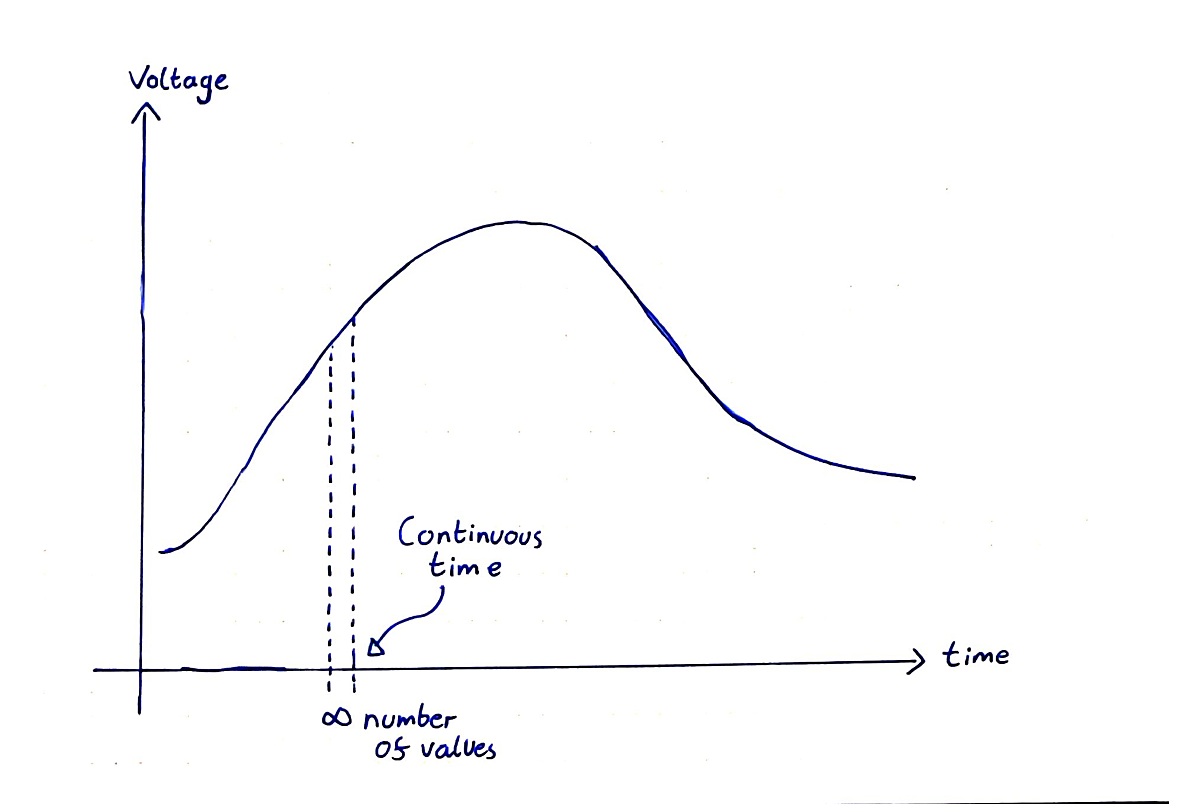 Voltage
Continuous
time
time
∞ number
of values